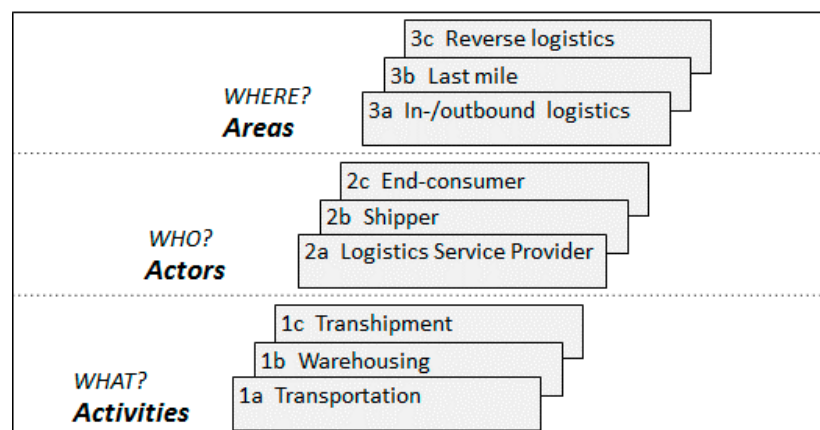 3c Reverse logistics
3b Last mile
WHERE?
Areas
3a In-/outbound logistics
2c End-consumer
2b Shipper
WHO?
Actors
2a Logistics Service Provider
1c Transhipment
1b Warehousing
WHAT?
Activities
1a Transportation